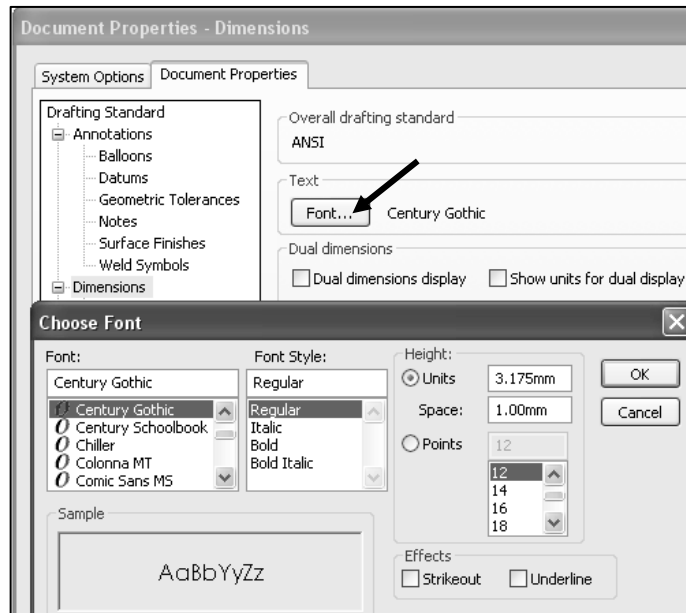 Document Properties - Dimensions
System Options
Document Properties
Drafting Standard
Annotations
Balloons
Datums
Geometric Tolerances
Notes
Surface Finishes
Weld Symbols
Dimensions
Overall drafting standard
ANSI
Text
Font... Century Gothic
Dual dimensions
Dual dimensions display Show units for dual display
Choose Font
Font:
Century Gothic
Century Gothic
Century Schoolbook
Chiller
Colonna MT
Comic Sans MS
Font Style:
Regular
Regular
Italic
Bold
Bold Italic
Height:
Units 3.175mm
Space: 1.00mm
Points 12
12
14
16
18
OK
Cancel
Sample
AaBbYyZz
Effects
Strikeout Underline